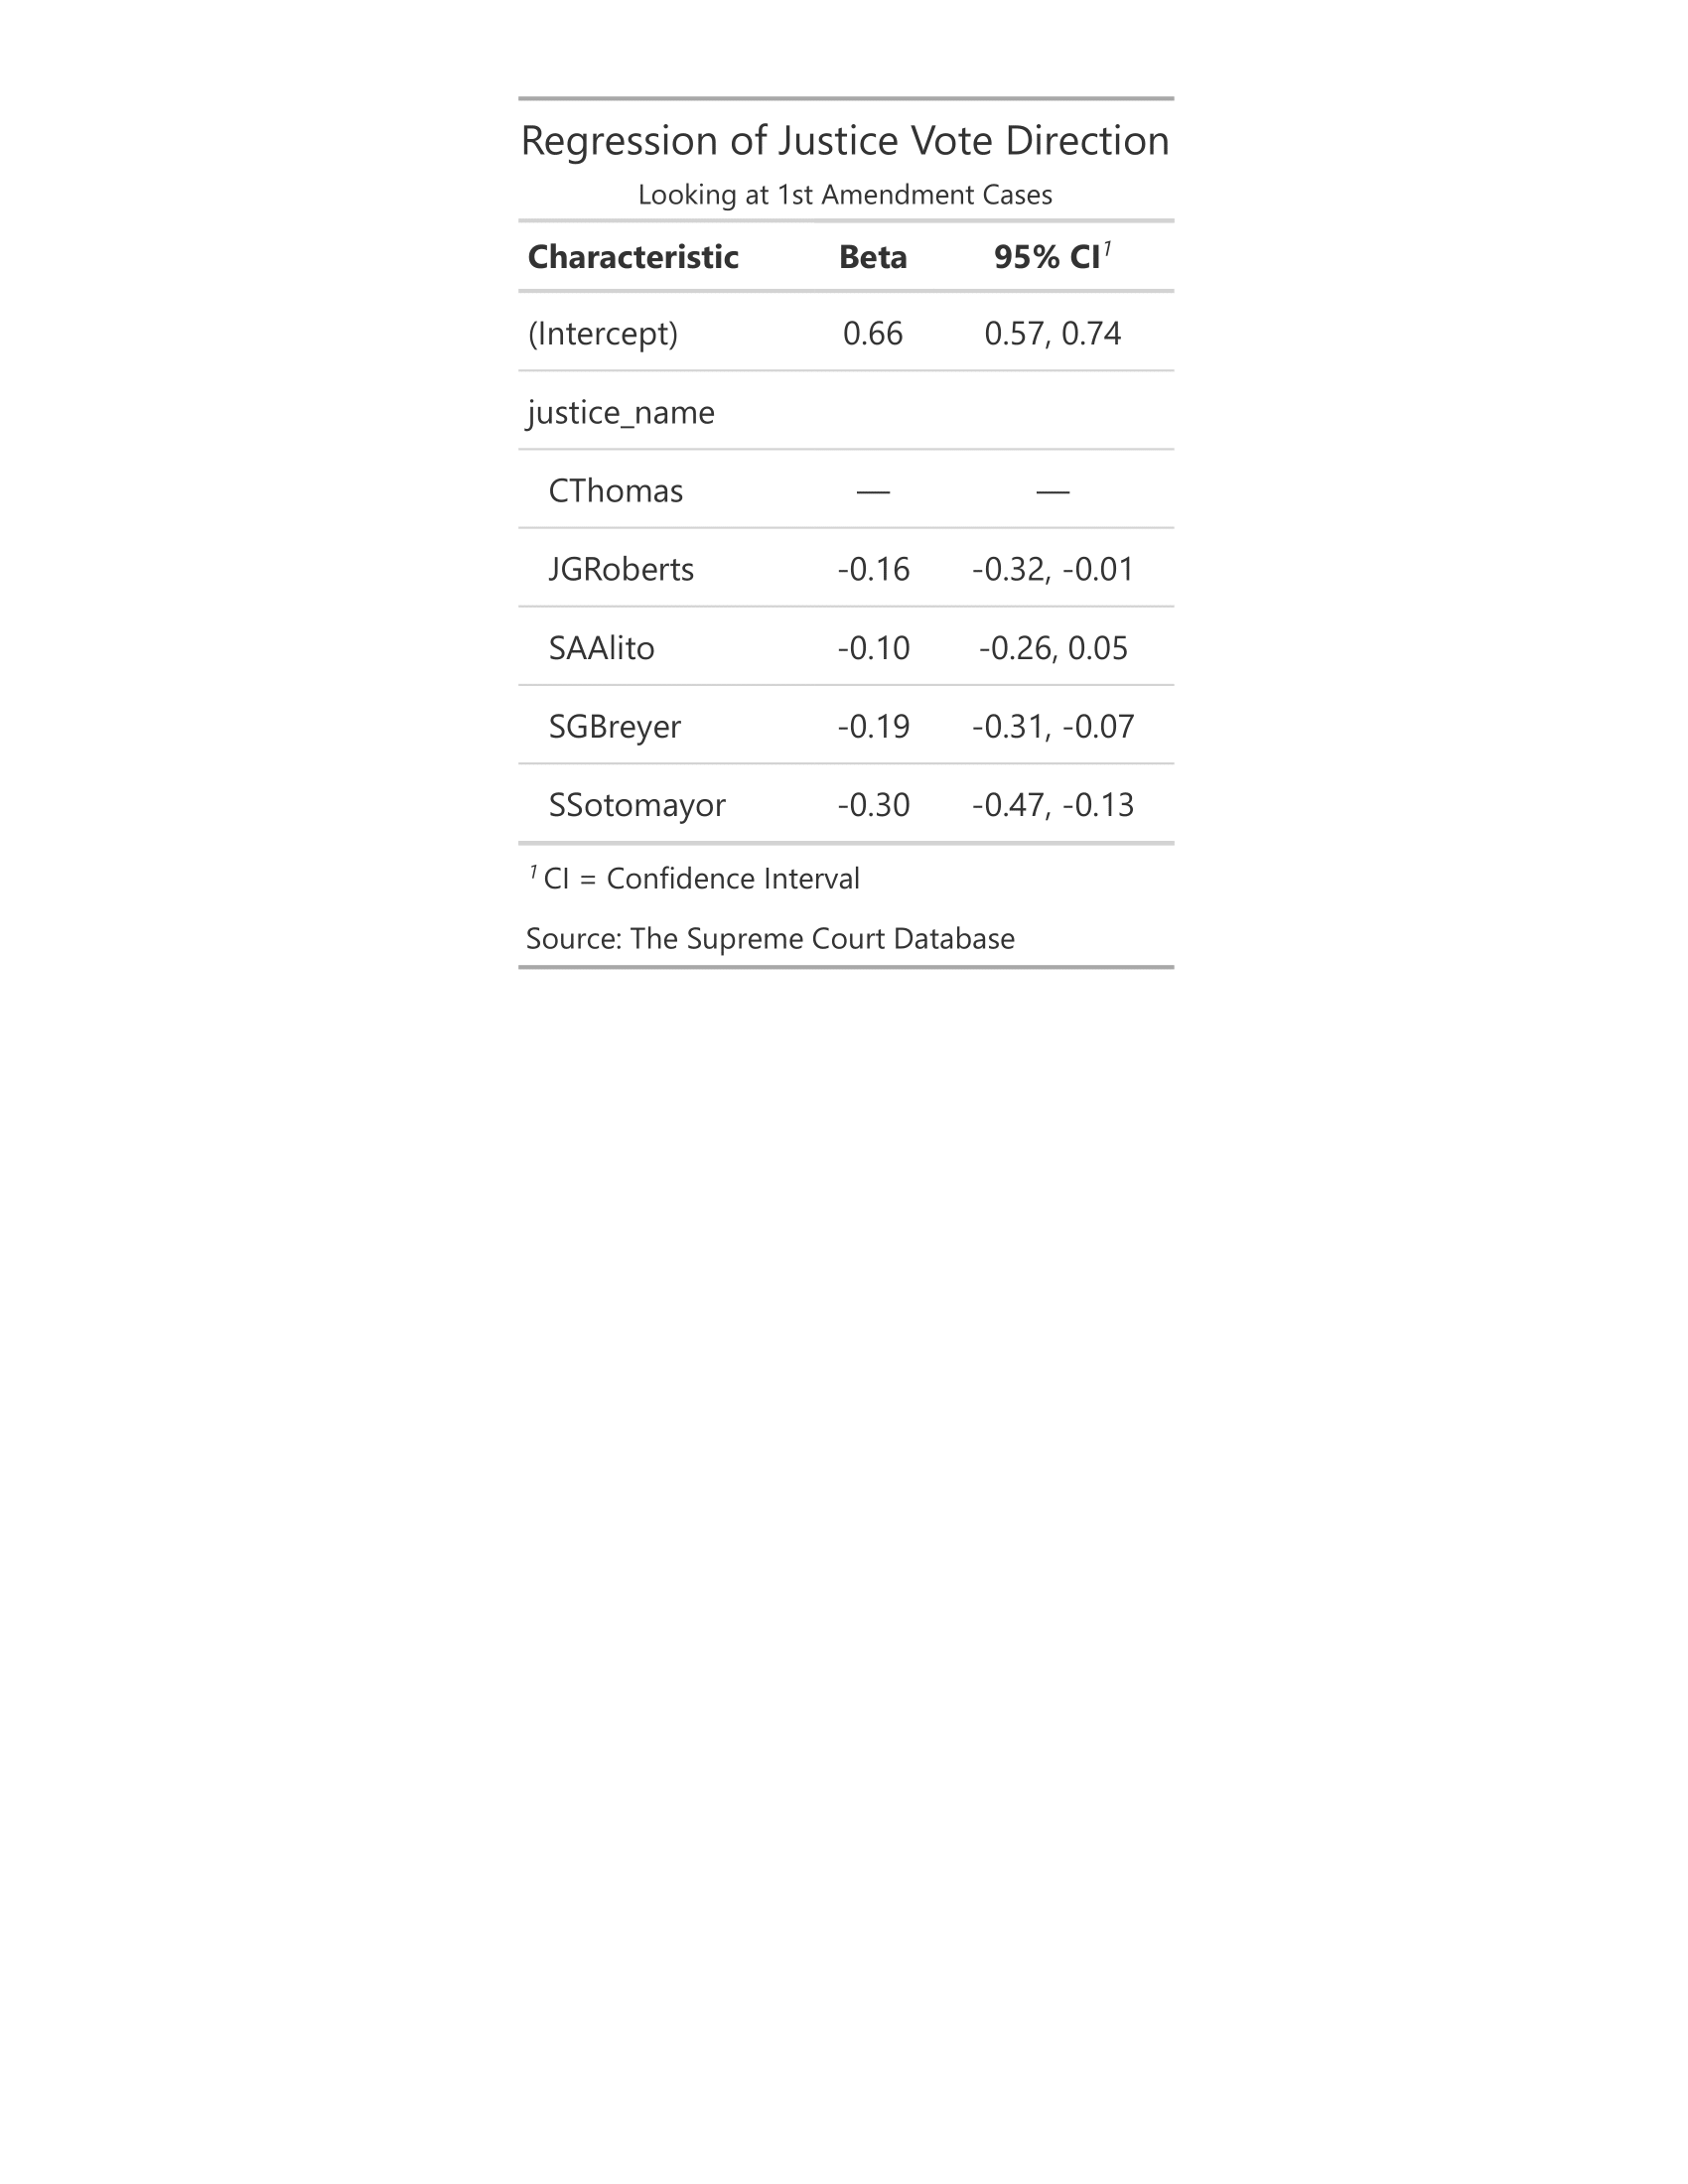 Regression of Justice Vote Direction
Looking at 1st Amendment Cases
Characteristic Beta 95% CI1
(Intercept) 0.66 0.57, 0.74
justice_name
CThomas — —
JGRoberts -0.16 -0.32, -0.01
SAAlito -0.10 -0.26, 0.05
SGBreyer -0.19 -0.31, -0.07
SSotomayor -0.30 -0.47, -0.13
1 CI = Confidence Interval
Source: The Supreme Court Database